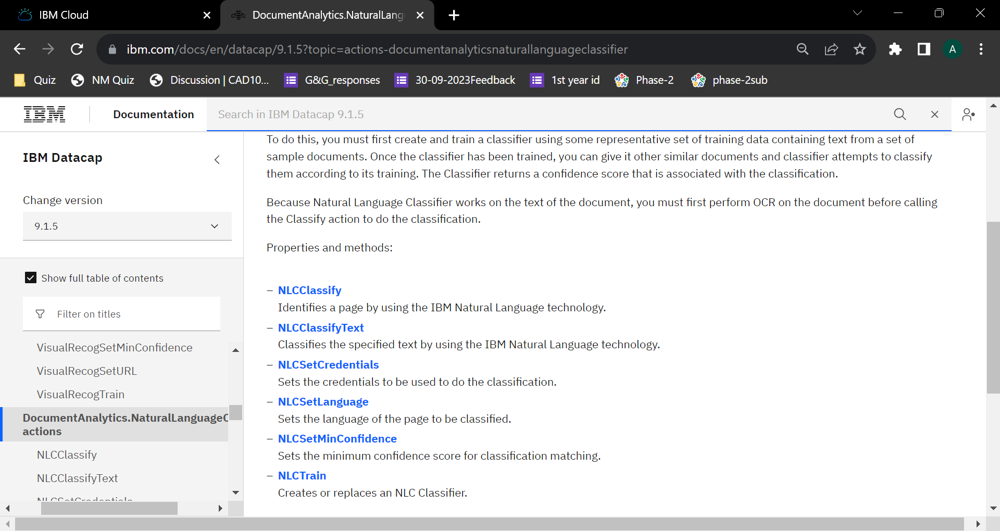 IBM Cloud
DocumentAnalytics.NaturalLang
ibm.com/docs/en/datacap/9.1.5?topic=actions-documentanalyticsnaturallanguageclassifier
A
Quiz
NM Quiz
Discussion | CAD10...
G&G_responses
30-09-2023Feedback
1st year id
Phase-2
phase-2sub
IBM
Documentation
Search in IBM Datacap 9.1.5
IBM Datacap
Change version
9.1.5
Show full table of contents
Filter on titles
VisualRecogSetMinConfidence
VisualRecogSetURL
VisualRecogTrain
DocumentAnalytics.NaturalLanguageC
actions
NLCClassify
NLCClassifyText
NLCSetCredentials
To do this, you must first create and train a classifier using some representative set of training data containing text from a set of
sample documents. Once the classifier has been trained, you can give it other similar documents and classifier attempts to classify
them according to its training. The Classifier returns a confidence score that is associated with the classification.
Because Natural Language Classifier works on the text of the document, you must first perform OCR on the document before calling
the Classify action to do the classification.
Properties and methods:
– NLCClassify
Identifies a page by using the IBM Natural Language technology.
– NLCClassifyText
Classifies the specified text by using the IBM Natural Language technology.
– NLCSetCredentials
Sets the credentials to be used to do the classification.
– NLCSetLanguage
Sets the language of the page to be classified.
– NLCSetMinConfidence
Sets the minimum confidence score for classification matching.
– NLCTrain
Creates or replaces an NLC Classifier.